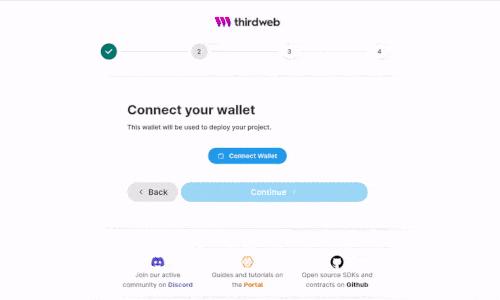 thirdweb
2 3 4
Connect your wallet
This wallet will be used to deploy your project.
Connect Wallet
Back Continue
Join our active Guides and tutorials on Open source SDKs and
community on Discord the Portal contracts on Github